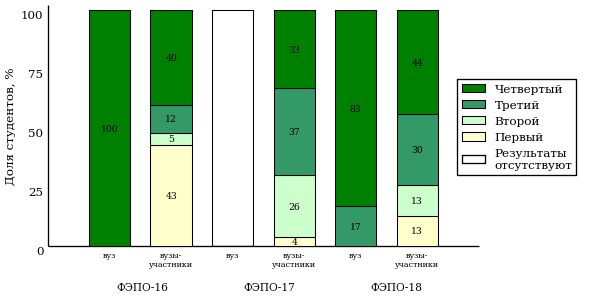 100
75
50
25
0
Доля студентов, %
100
40
12
5
43
33
37
26
4
83
17
44
30
13
13
вуз
вузы-
участники
вуз
вузы-
участники
вуз
вузы-
участники
ФЭПО-16
ФЭПО-17
ФЭПО-18
Четвертый
Третий
Второй
Первый
Результаты
отсутствуют